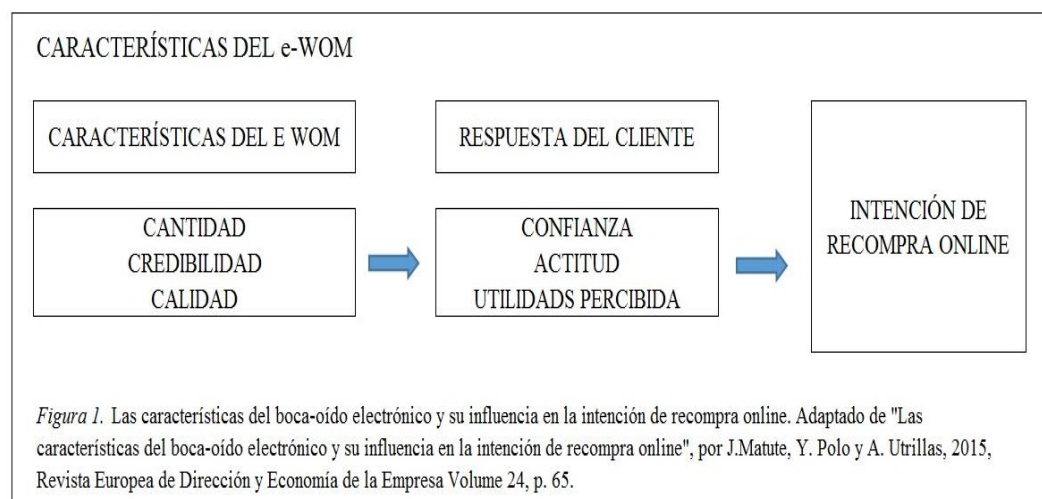 CARACTERÍSTICAS DEL e-WOM
CARACTERÍSTICAS DEL E WOM
RESPUESTA DEL CLIENTE
CANTIDAD
CREDIBILIDAD
CALIDAD
CONFIANZA
ACTITUD
UTILIDADS PERCIBIDA
INTENCIÓN DE
RECOMPRA ONLINE
Figura 1. Las características del boca-oído electrónico y su influencia en la intención de recompra online. Adaptado de "Las
características del boca-oído electrónico y su influencia en la intención de recompra online", por J.Matute, Y. Polo y A. Utrillas, 2015,
Revista Europea de Dirección y Economía de la Empresa Volume 24, p. 65.